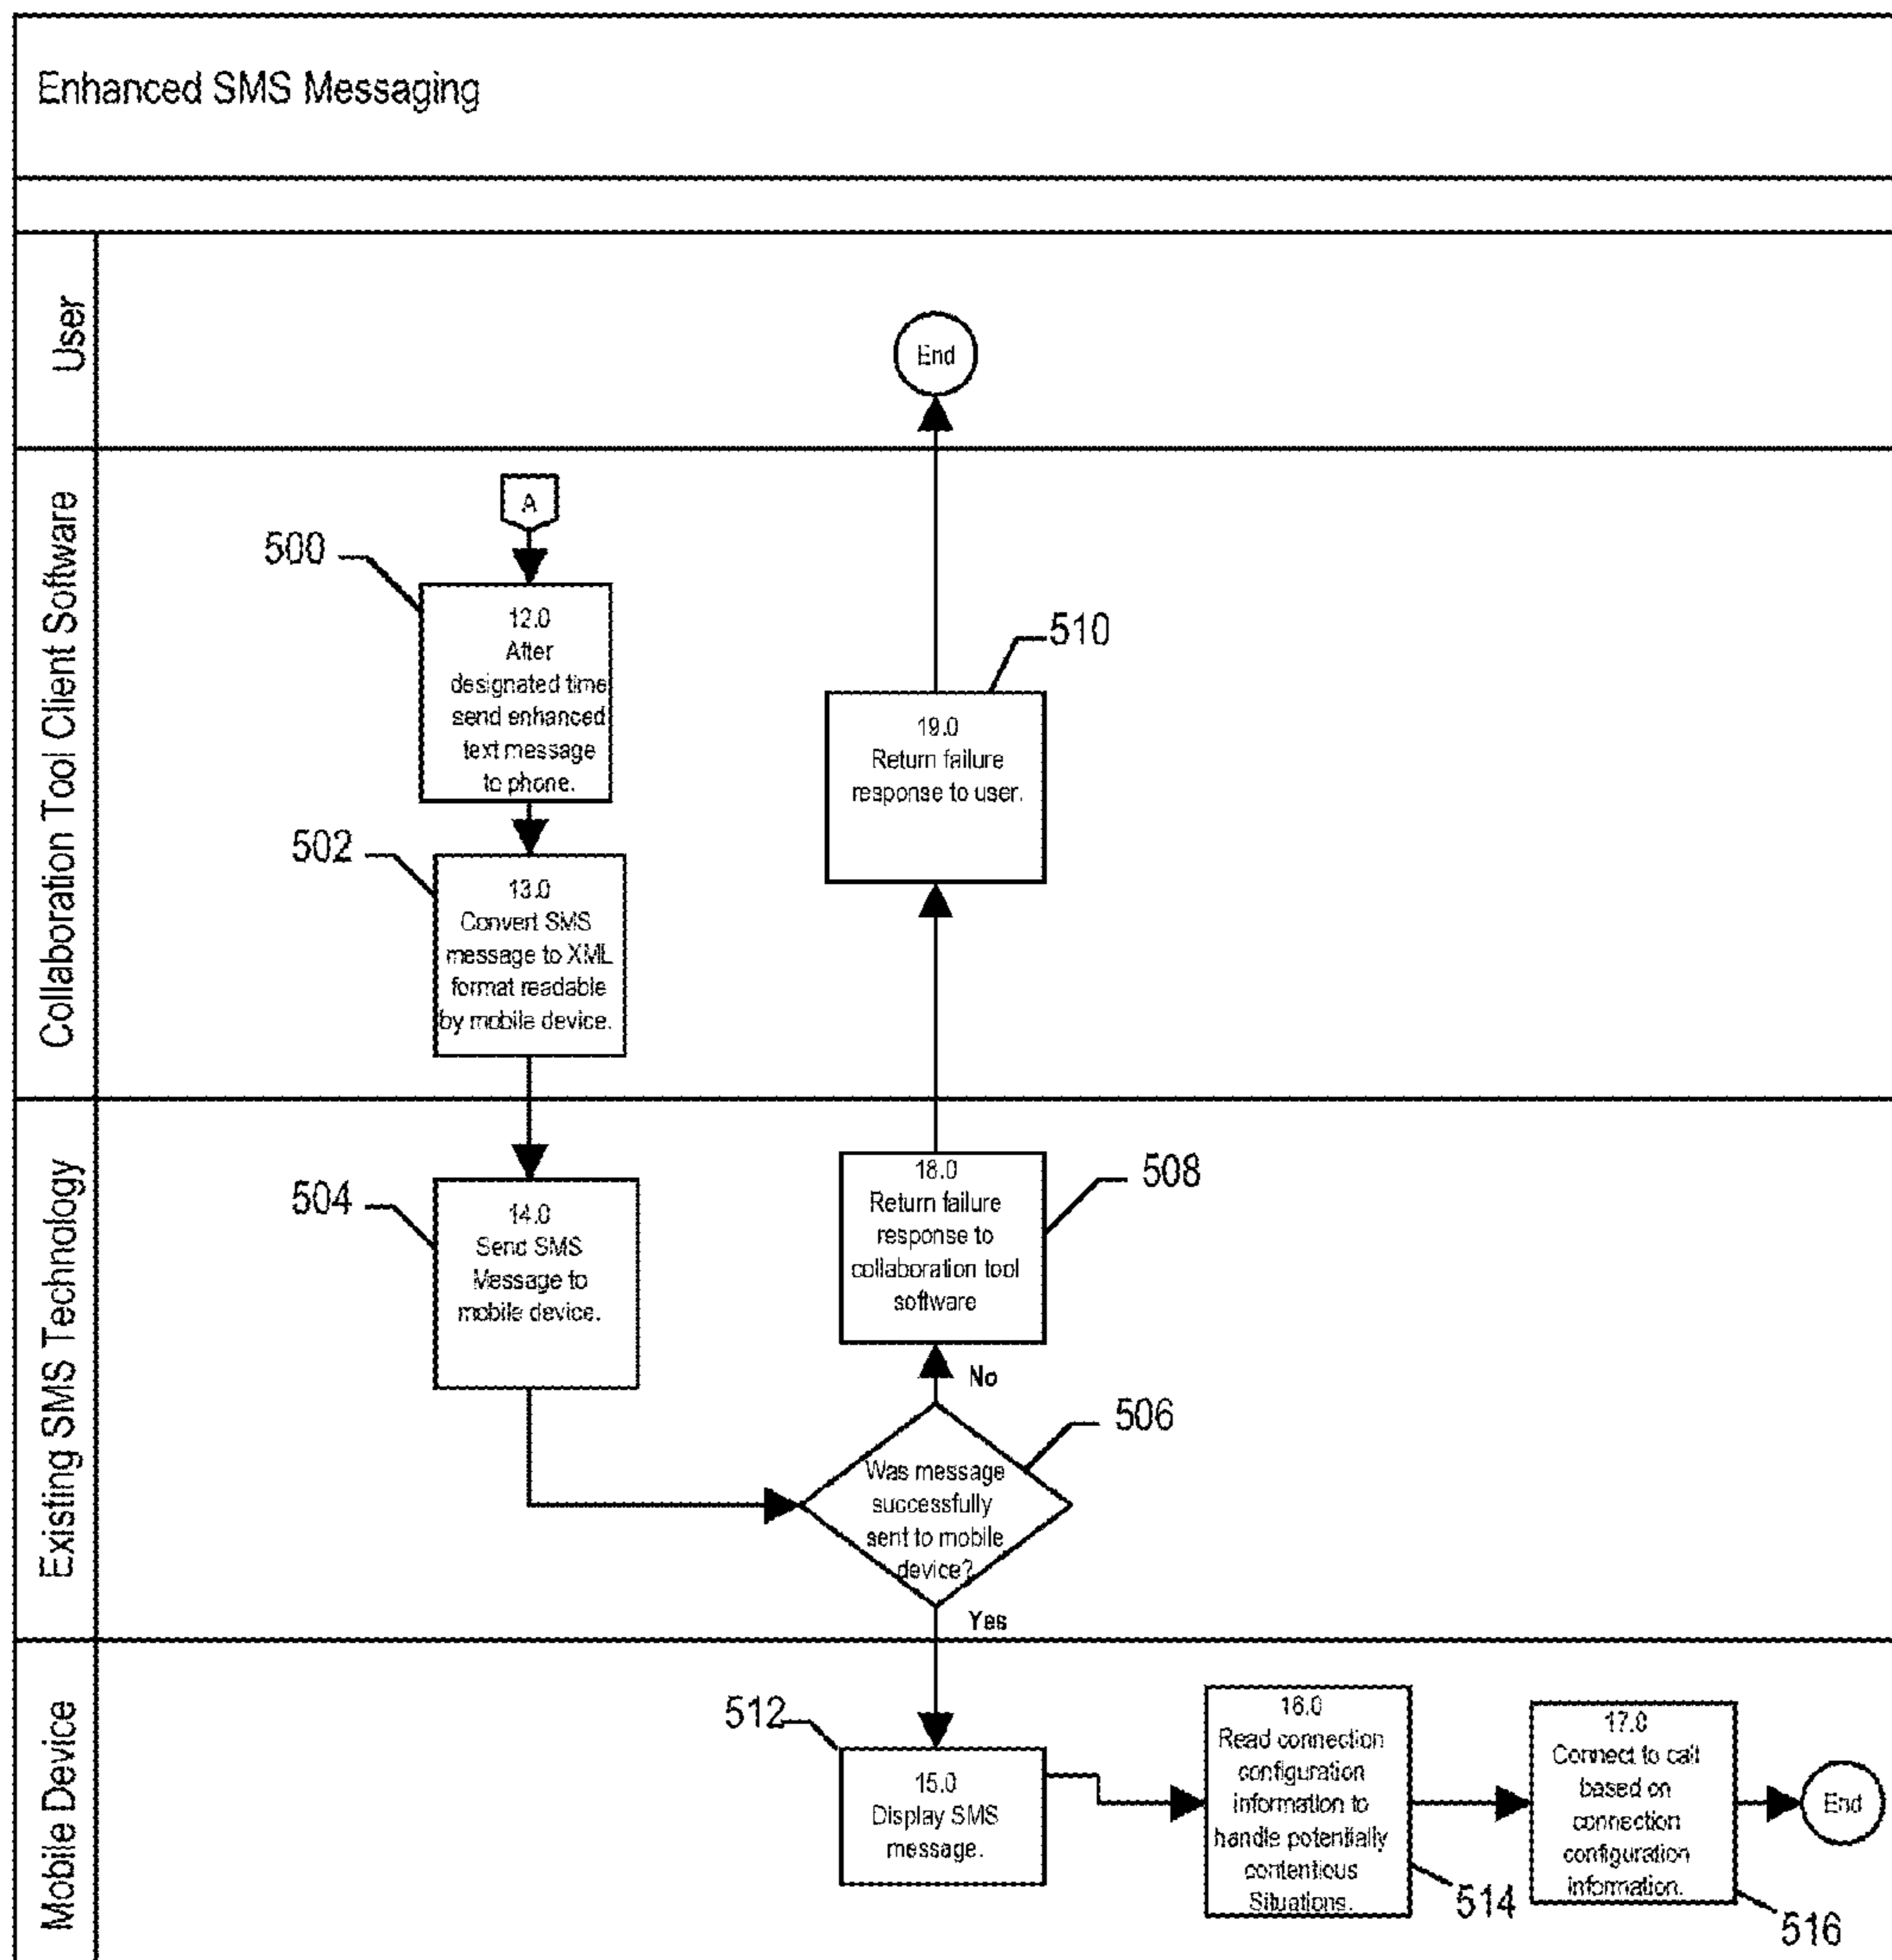 Enhanced SMS Messaging
User
End
Collaboration Tool Client Software
A
500
12.0
After
designated time
send enhanced
text message
to phone.
510
19.0
Return failure
response to user.
502
13.0
Convert SMS
message to XML
format readable
by mobile device.
Existing SMS Technology
504
14.0
Send SMS
Message to
mobile device.
508
18.0
Return failure
response to
collaboration tool
software
No
506
Was message
successfully
sent to mobile
device?
Yes
Mobile Device
512
15.0
Display SMS
message.
16.0
Read connection
configuration
information to
handle potentially
contentious
Situations.
514
17.0
Connect to call
based on
connection
configuration
information.
516
End